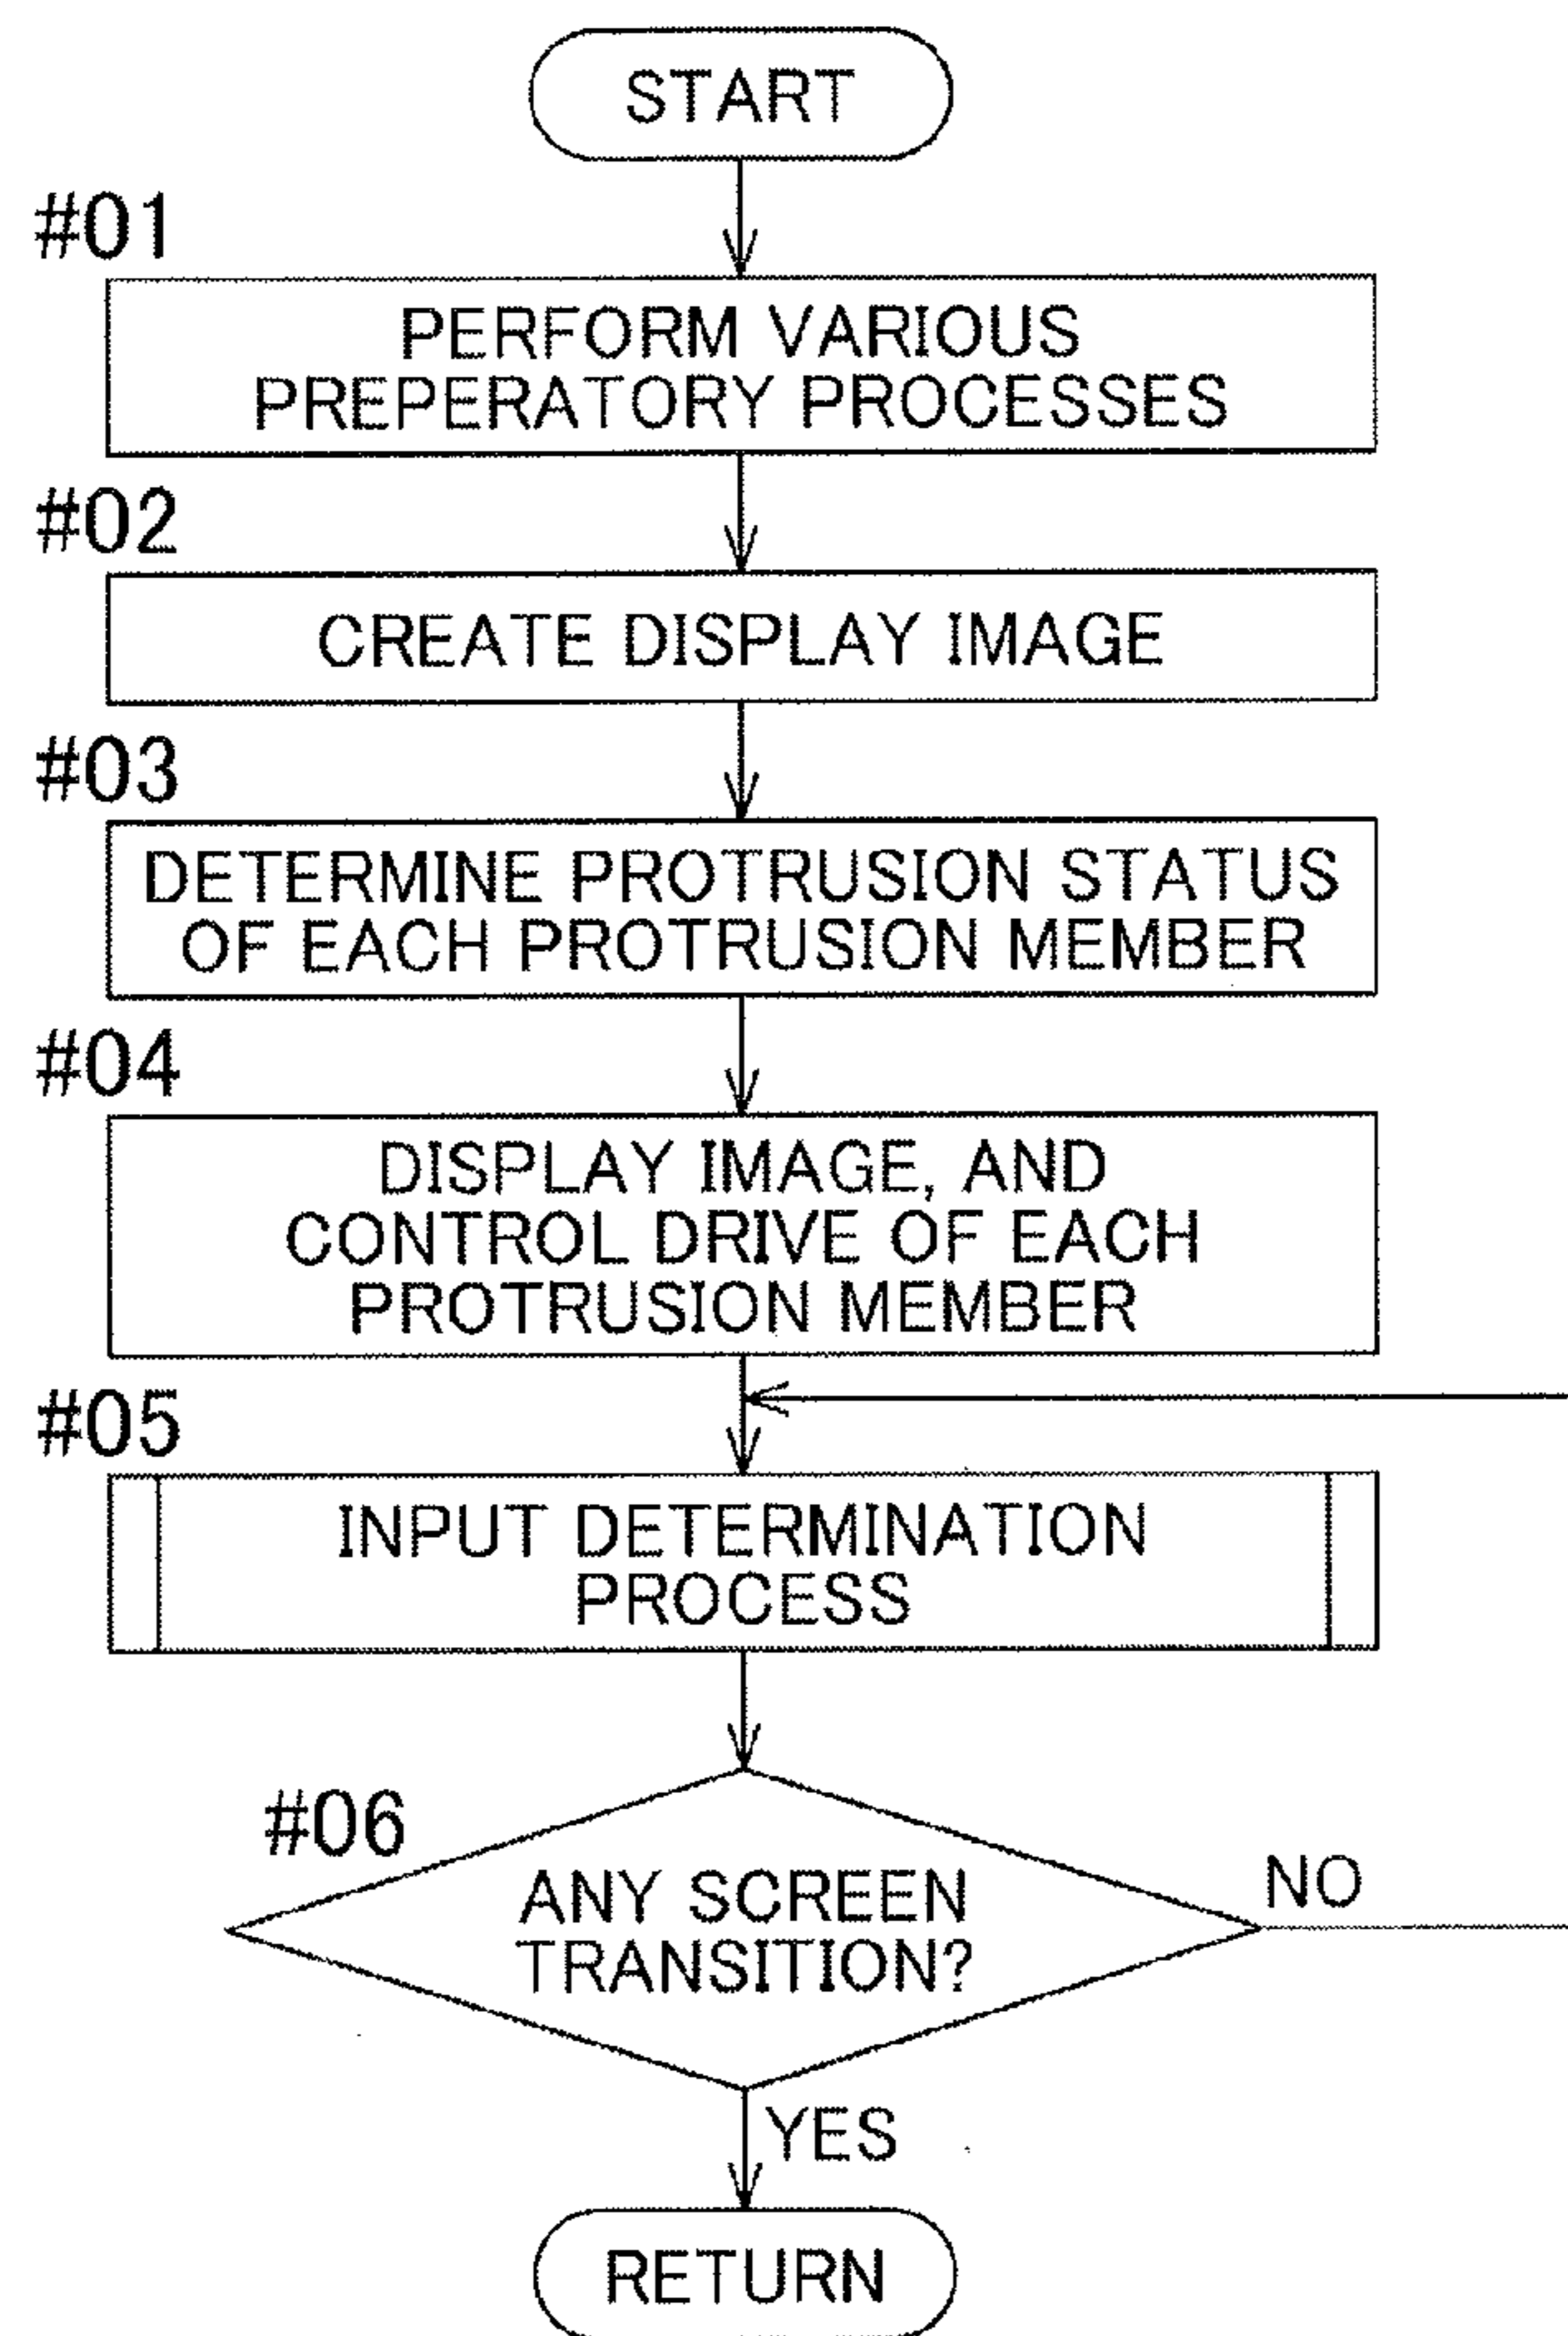 START
#01
PERFORM VARIOUS
PREPERATORY PROCESSES
#02
CREATE DISPLAY IMAGE
#03
DETERMINE PROTRUSION STATUS
OF EACH PROTRUSION MEMBER
#04
DISPLAY IMAGE, AND
CONTROL DRIVE OF EACH
PROTRUSION MEMBER
#05
INPUT DETERMINATION
PROCESS
#06
ANY SCREEN
TRANSITION?
NO
YES
RETURN